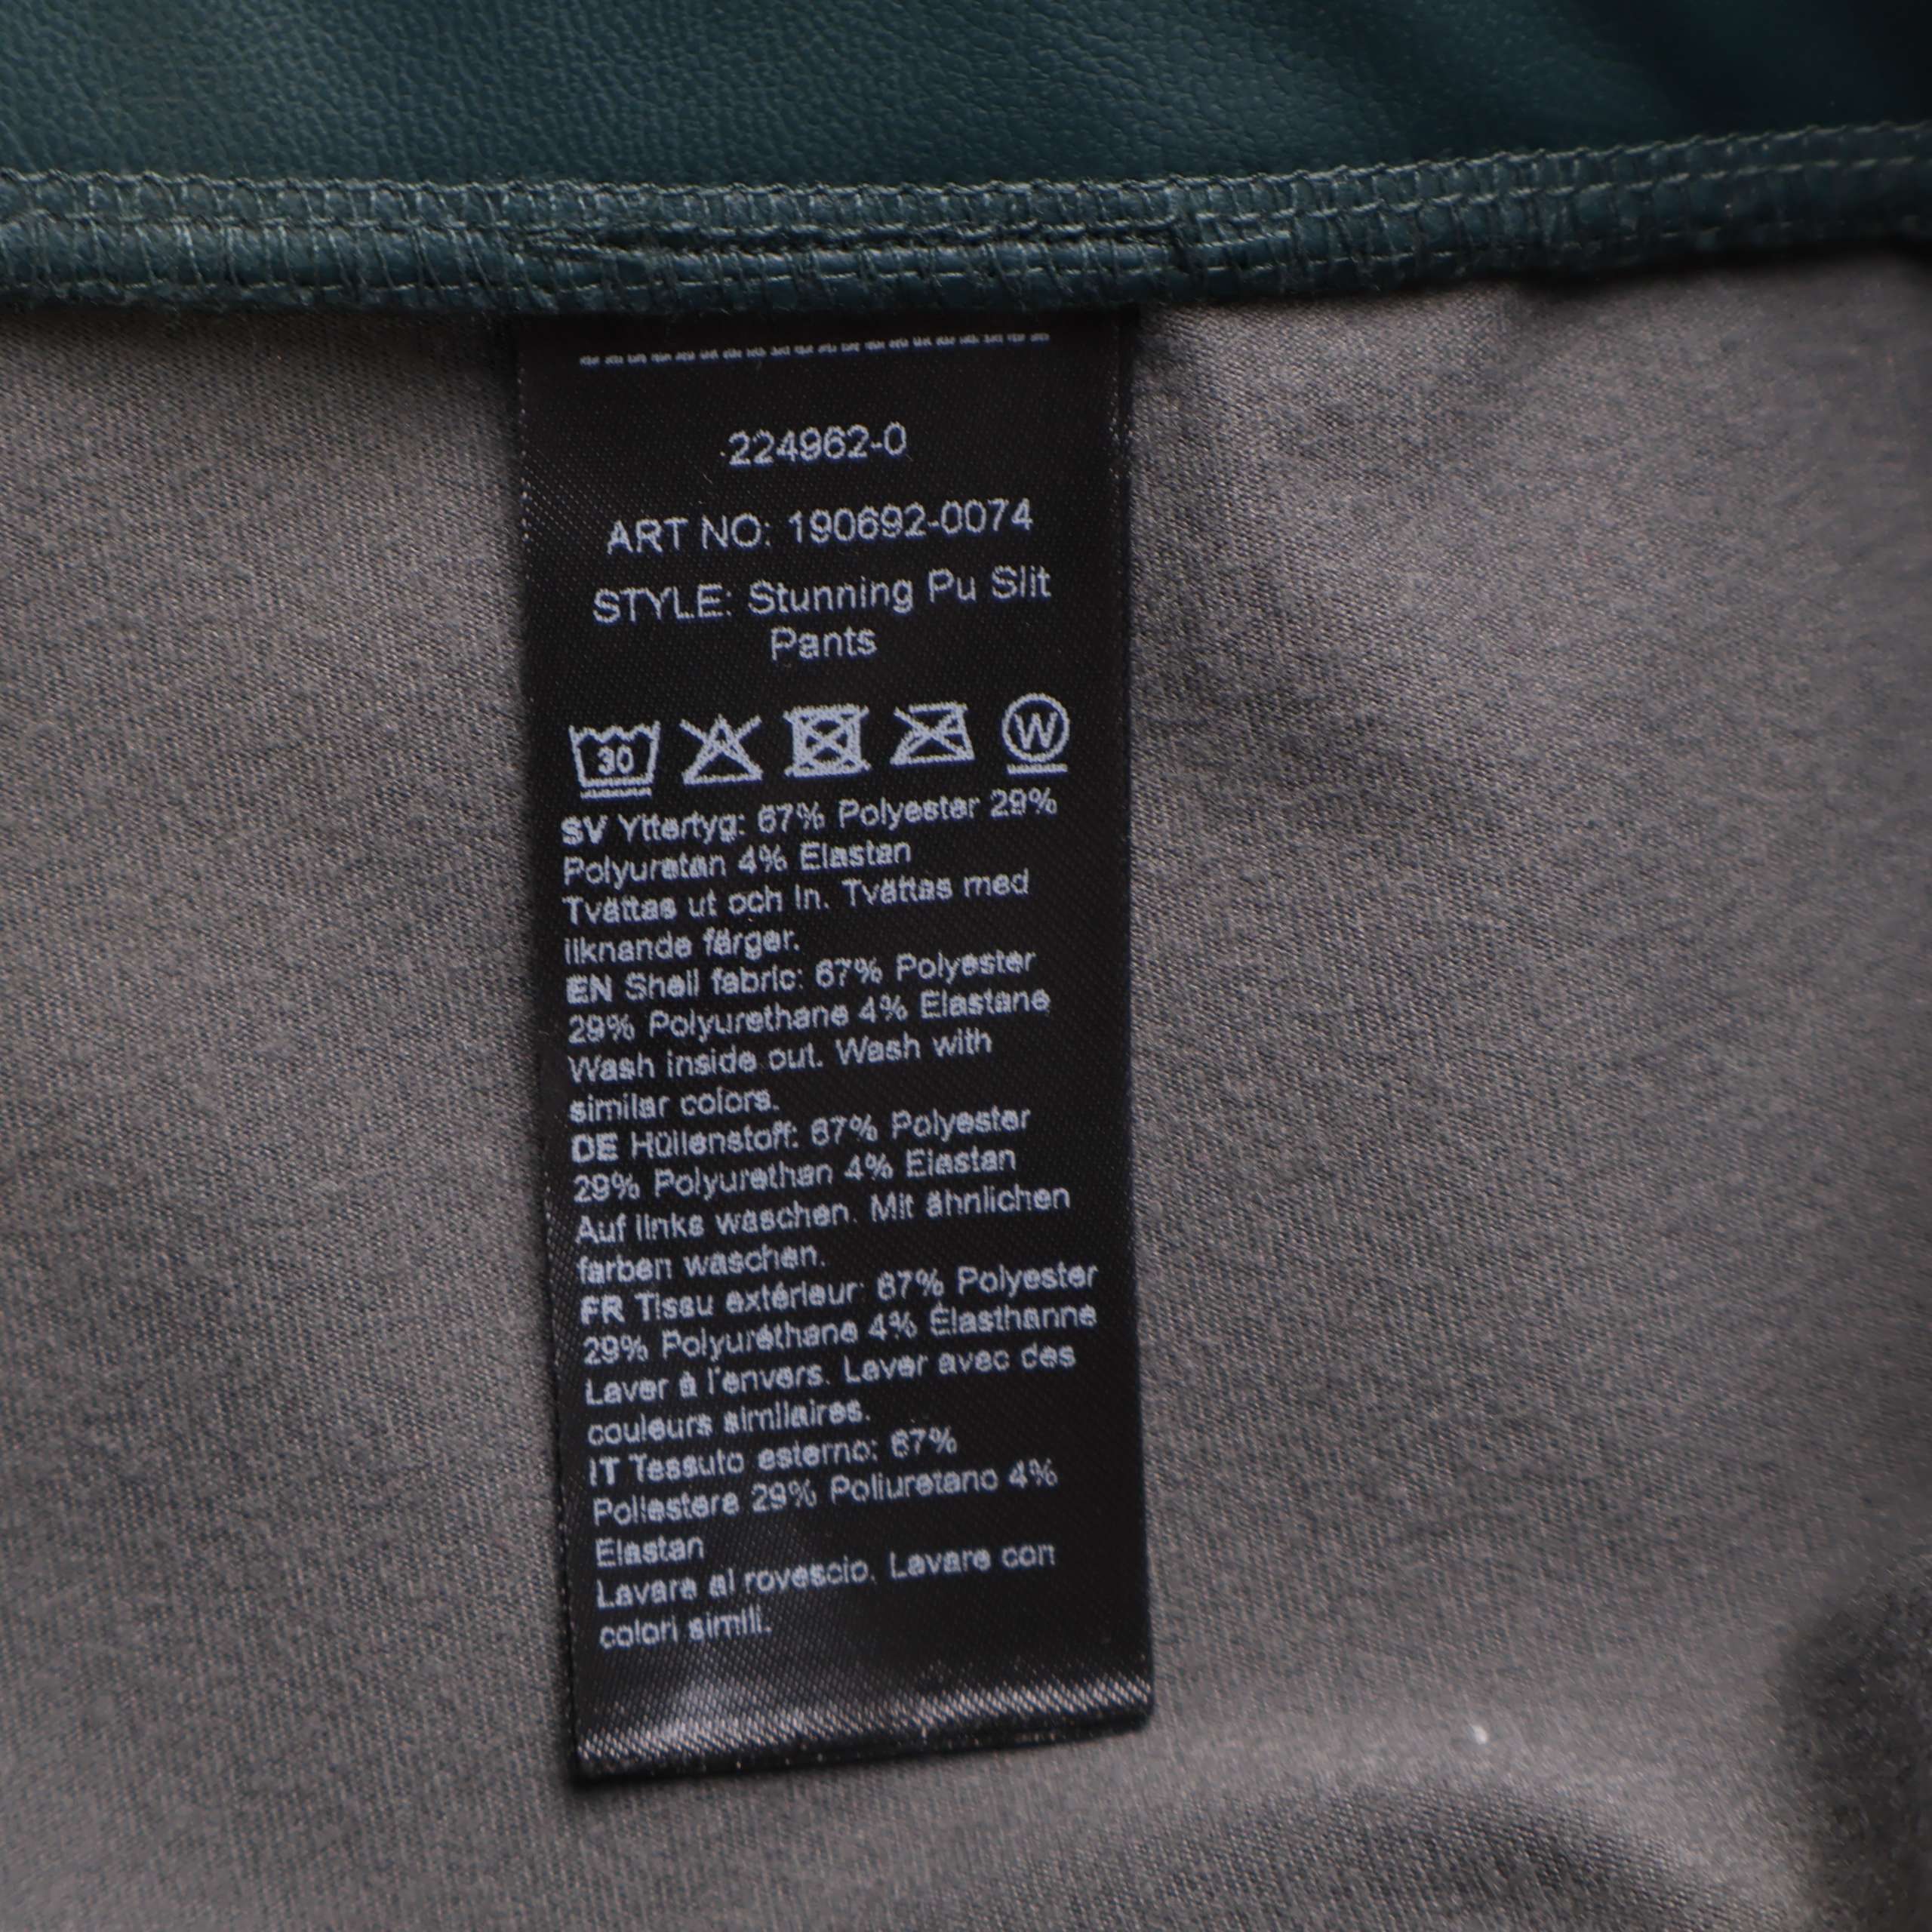 224962-0
ART NO: 190692-0074
STYLE: Stunning Pu Slit
Pants
30
W
SV Yttertyg: 67% Polyester 29%
Polyuretan 4% Elastan
Tvättas ut och in. Tvättas med
liknande färger.
EN Shell fabric: 67% Polyester
29% Polyurethane 4% Elastane
Wash inside out. Wash with
similar colors.
DE Hüllenstoff: 67% Polyester
29% Polyurethan 4% Elastan
Auf links waschen. Mit ähnlichen
farben waschen.
FR Tissu extérieur: 67% Polyester
29% Polyuréthane 4% Élasthanne
Laver à l'envers. Laver avec des
couleurs similaires.
IT Tessuto esterno: 67%
Poliestere 29% Poliuretano 4%
Elastan
Lavare al rovescio. Lavare con
colori simili.